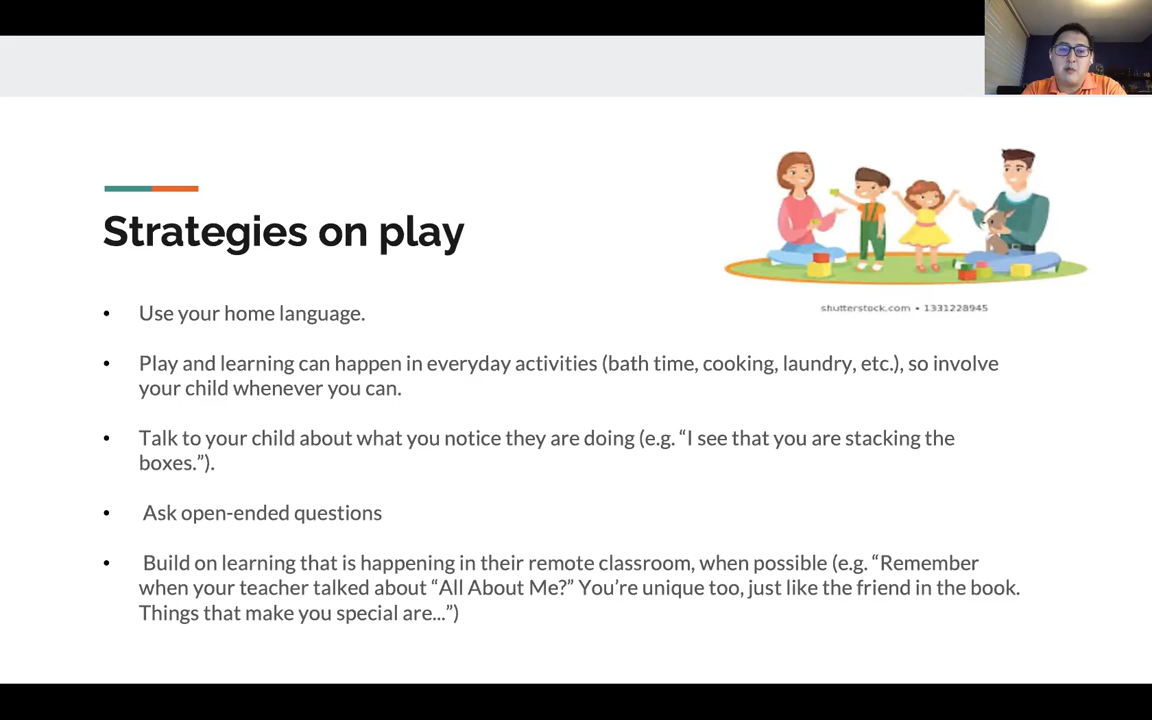 Strategies on play
shutterstock.com • 1331228945
• Use your home language.
• Play and learning can happen in everyday activities (bath time, cooking, laundry, etc.), so involve
your child whenever you can.
• Talk to your child about what you notice they are doing (e.g. “I see that you are stacking the
boxes.”).
• Ask open-ended questions
• Build on learning that is happening in their remote classroom, when possible (e.g. “Remember
when your teacher talked about “All About Me?” You’re unique too, just like the friend in the book.
Things that make you special are...”)